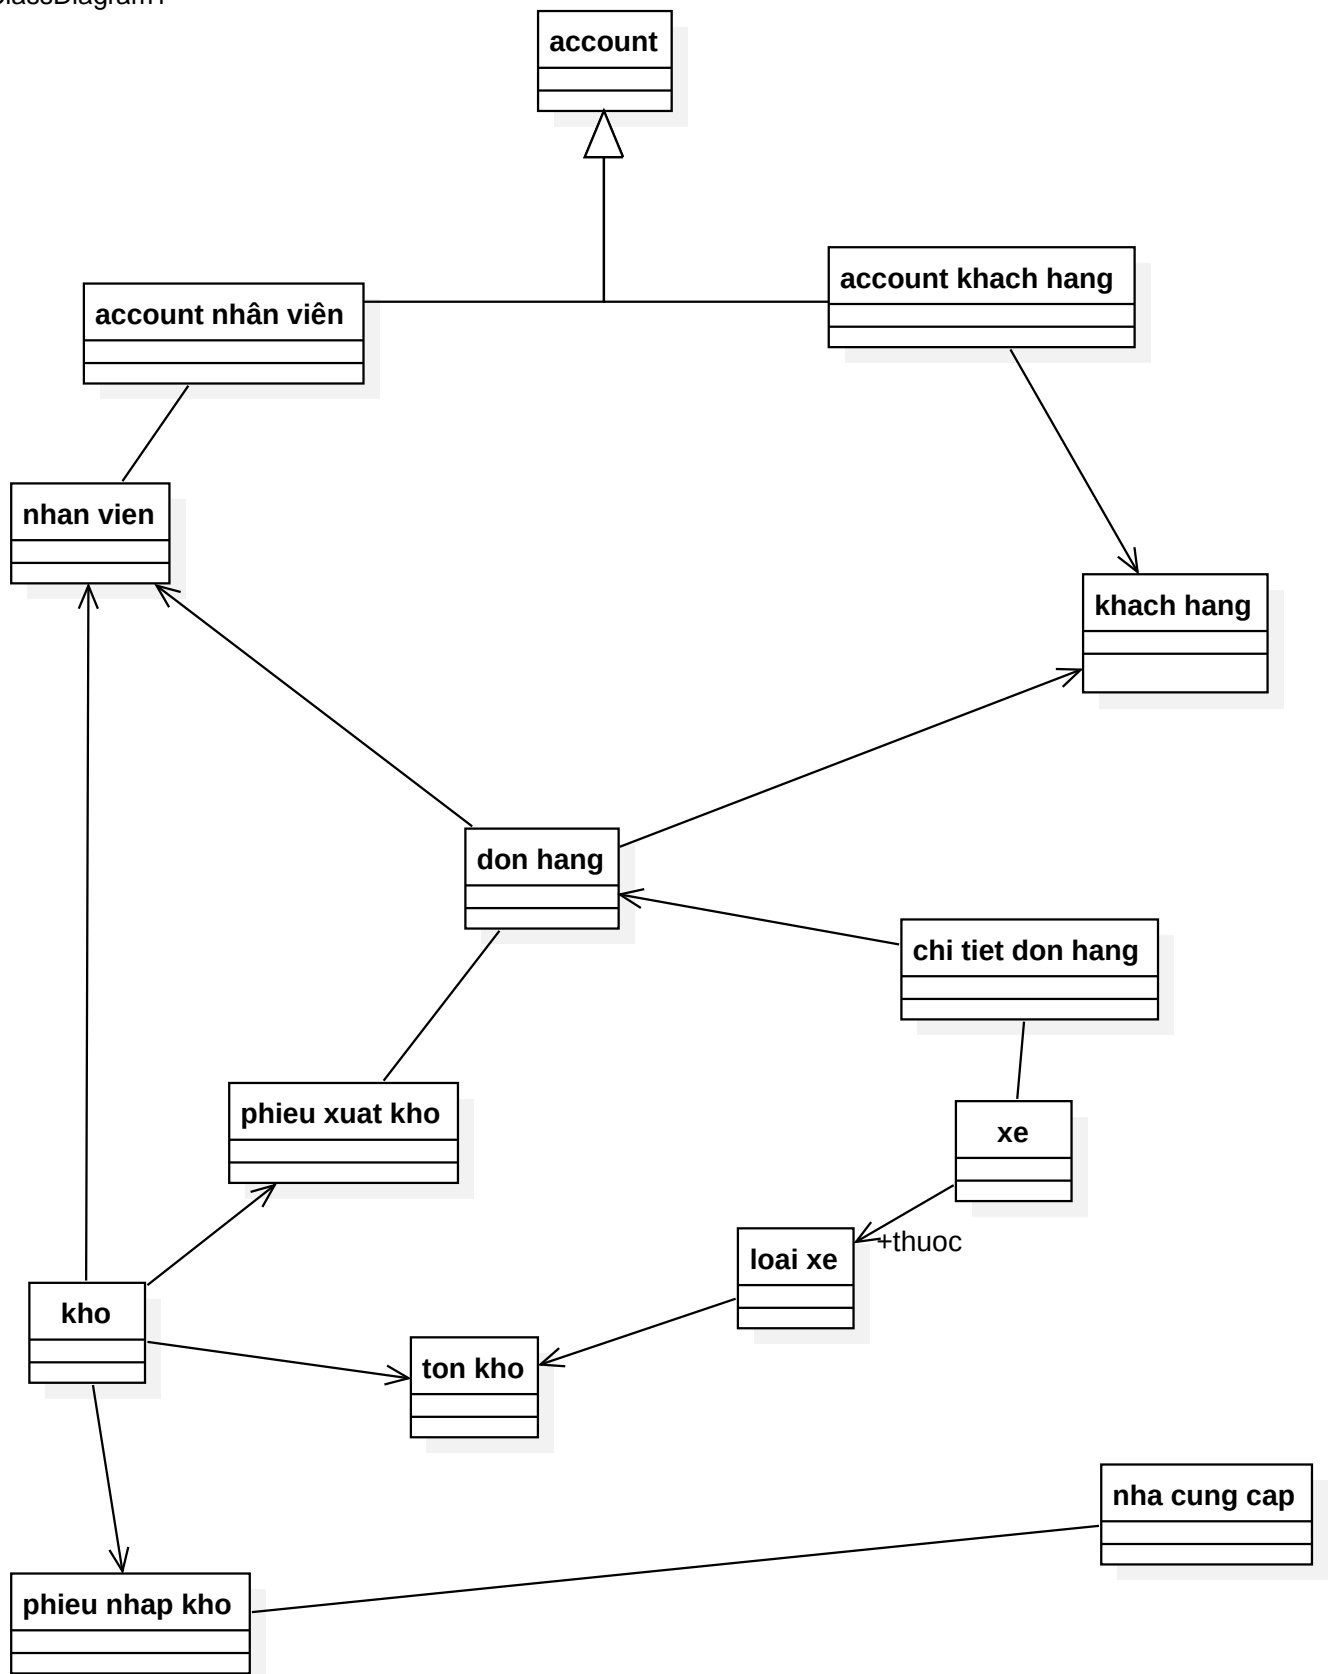 account
account khach hang
account nhân viên
nhan vien
khach hang
don hang
chi tiet don hang
phieu xuat kho
xe
+thuoc
loai xe
kho
ton kho
nha cung cap
phieu nhap kho